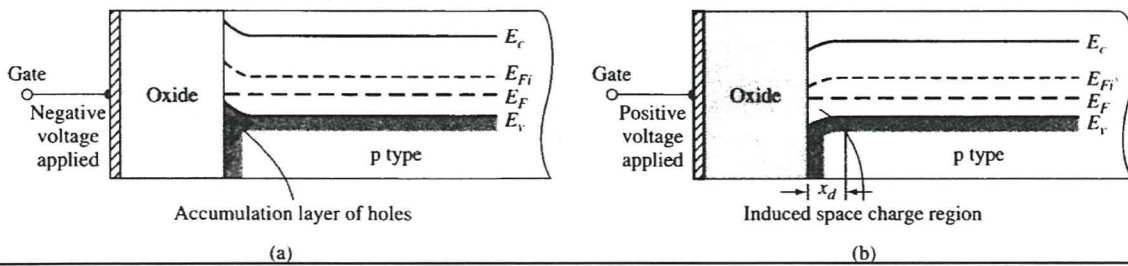 Gate
Negative
voltage
applied
Oxide
E_c
E_Fi
E_F
E_v
p type
Accumulation layer of holes
(a)
Gate
Positive
voltage
applied
Oxide
E_c
E_Fi
E_F
E_v
p type
x_d
Induced space charge region
(b)